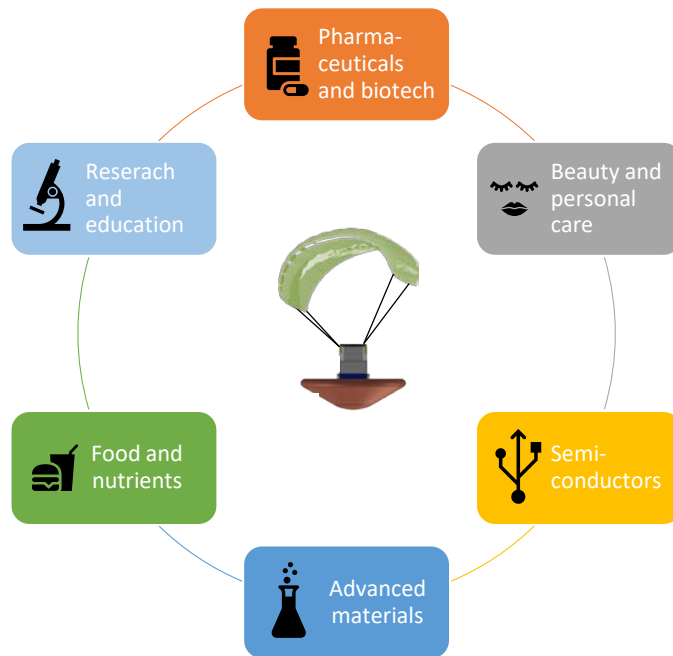 Pharma-
ceuticals
and biotech
Reserach
and
education
Beauty and
personal
care
Food and
nutrients
Semi-
conductors
Advanced
materials